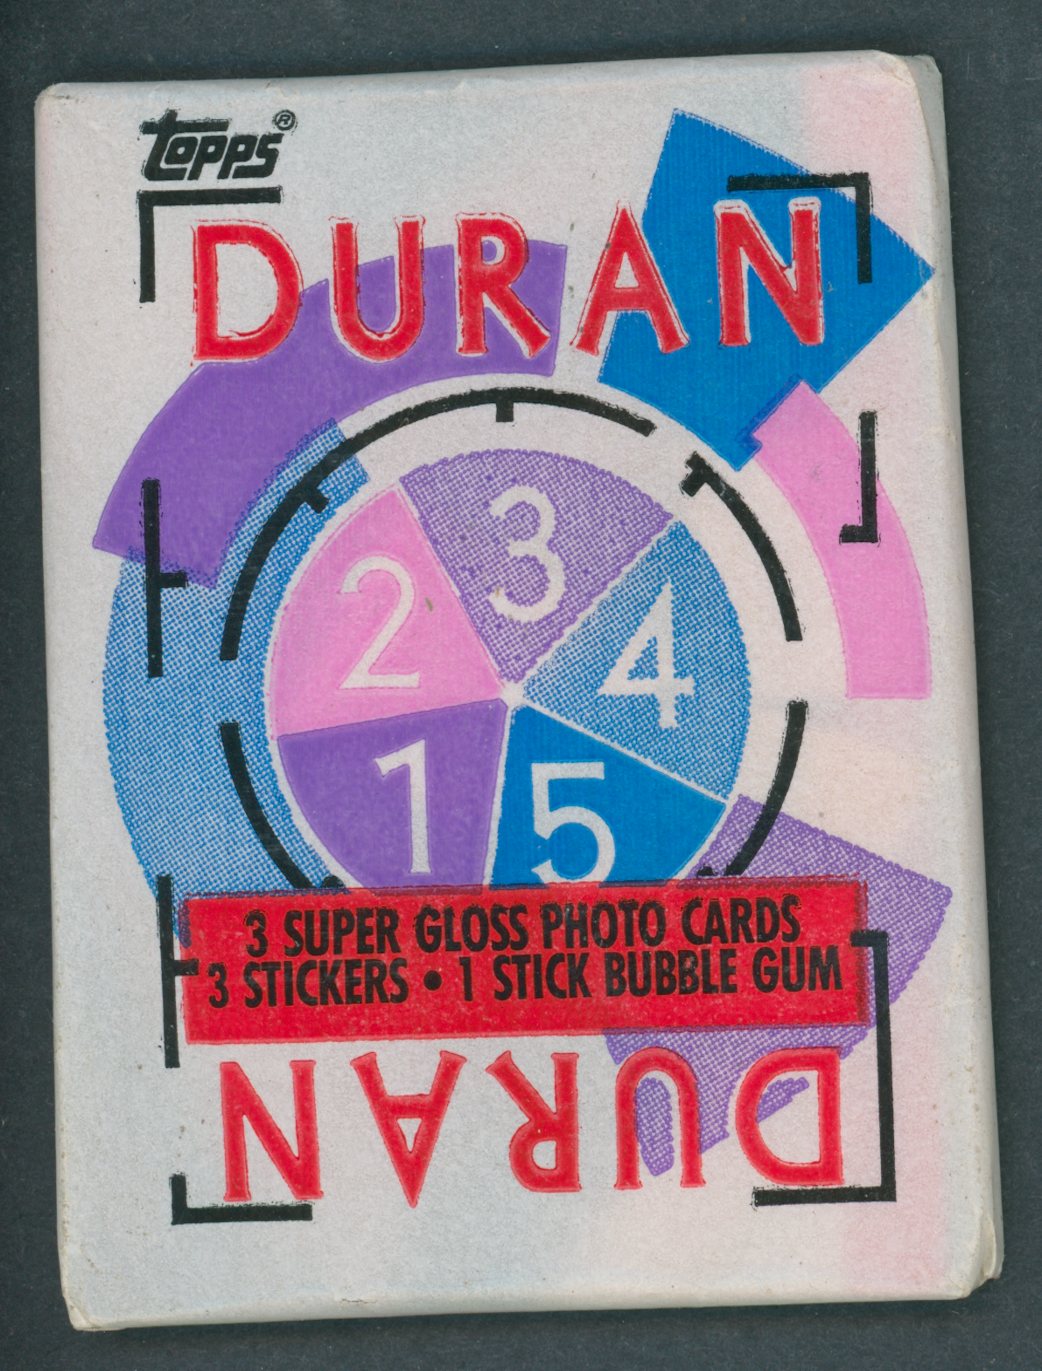 Topps®
DURAN
3
2
4
1
5
3 SUPER GLOSS PHOTO CARDS
3 STICKERS • 1 STICK BUBBLE GUM
DURAN